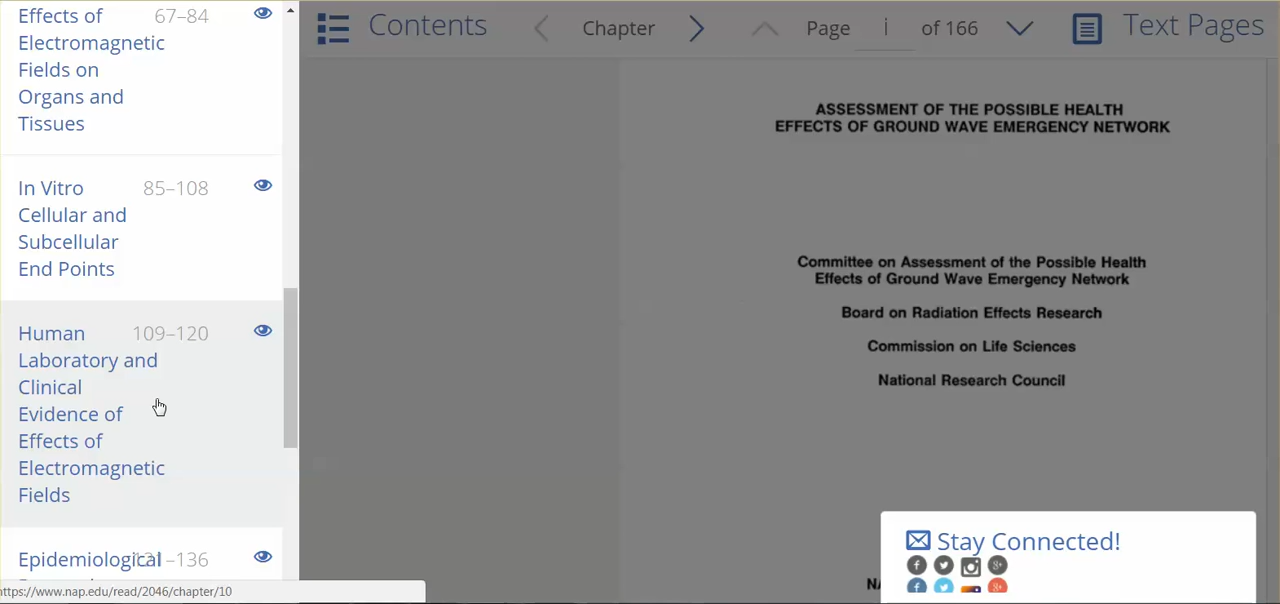 Effects of 67–84
Electromagnetic
Fields on
Organs and
Tissues
In Vitro 85–108
Cellular and
Subcellular
End Points
Human 109–120
Laboratory and
Clinical
Evidence of
Effects of
Electromagnetic
Fields
Epidemiological 121–136
https://www.nap.edu/read/2046/chapter/10
Contents Chapter Page i of 166 Text Pages
ASSESSMENT OF THE POSSIBLE HEALTH
EFFECTS OF GROUND WAVE EMERGENCY NETWORK
Committee on Assessment of the Possible Health
Effects of Ground Wave Emergency Network
Board on Radiation Effects Research
Commission on Life Sciences
National Research Council
Stay Connected!